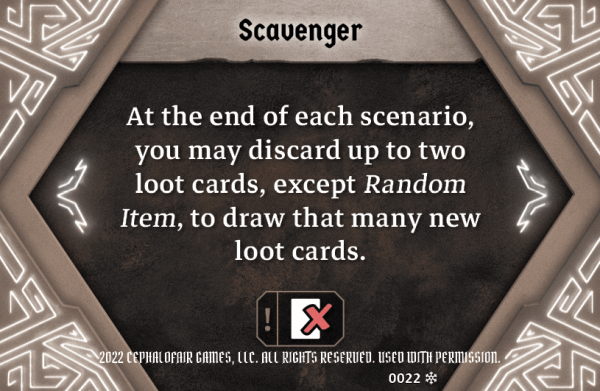 Scavenger
At the end of each scenario,
you may discard up to two
loot cards, except Random
Item, to draw that many new
loot cards.
!
2022 CEPHALOFAIR GAMES, LLC. ALL RIGHTS RESERVED. USED WITH PERMISSION.
0022